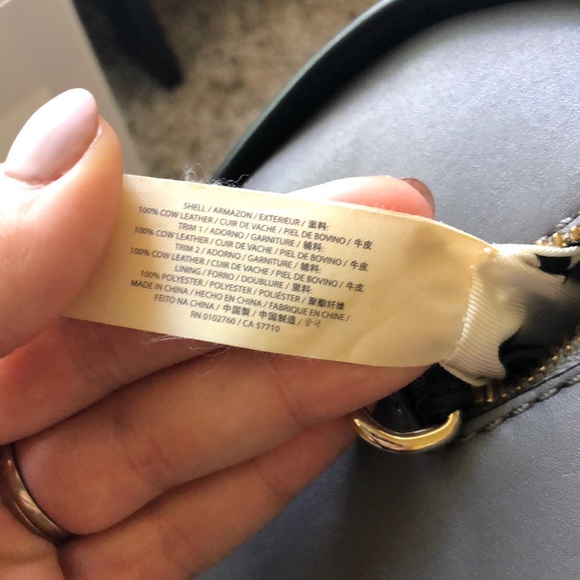 SHELL / ARMAZON / EXTERIEUR / 面料:
100% COW LEATHER / CUIR DE VACHE / PIEL DE BOVINO / 牛皮
TRIM 1 / ADORNO / GARNITURE / 辅料:
100% COW LEATHER / CUIR DE VACHE / PIEL DE BOVINO / 牛皮
TRIM 2 / ADORNO / GARNITURE / 辅料:
100% COW LEATHER / CUIR DE VACHE / PIEL DE BOVINO / 牛皮
LINING / FORRO / DOUBLURE / 里料:
100% POLYESTER / POLYESTER / POLIÉSTER / 聚酯纤维
MADE IN CHINA / HECHO EN CHINA / FABRIQUE EN CHINE /
FEITO NA CHINA / 中國製 / 中国制造 / 중국
RN 0102760 / CA 57710